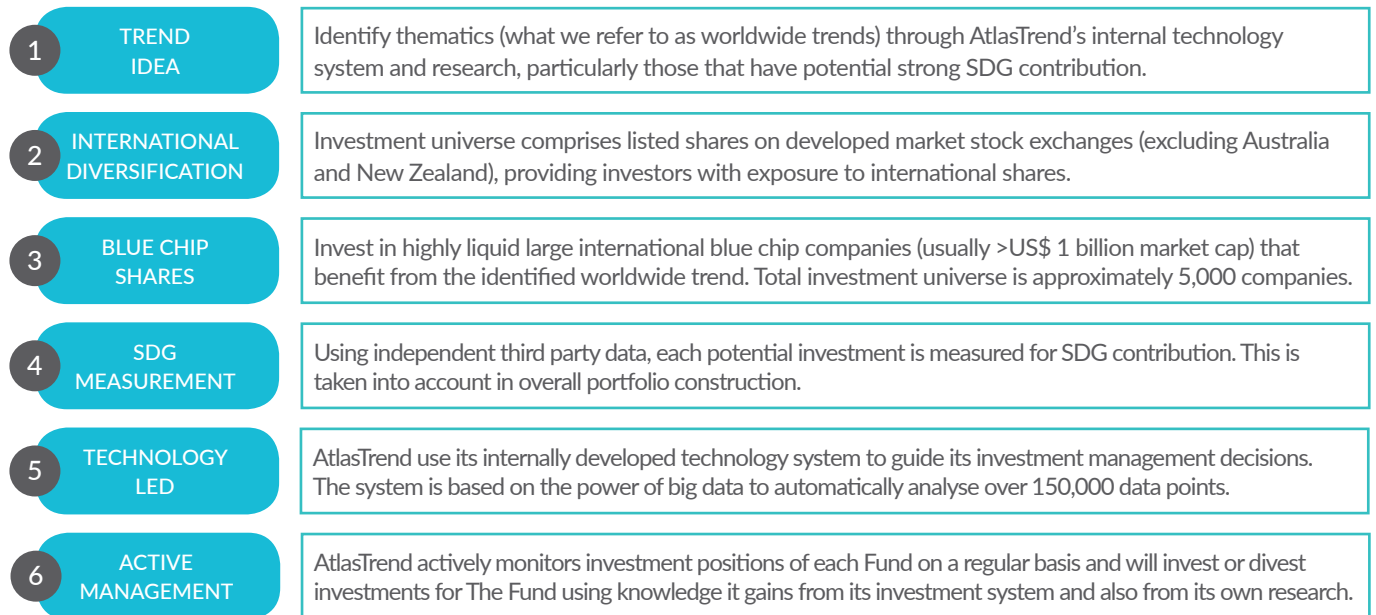 1
TREND
IDEA
Identify thematics (what we refer to as worldwide trends) through AtlasTrend's internal technology
system and research, particularly those that have potential strong SDG contribution.
2
INTERNATIONAL
DIVERSIFICATION
Investment universe comprises listed shares on developed market stock exchanges (excluding Australia
and New Zealand), providing investors with exposure to international shares.
3
BLUE CHIP
SHARES
Invest in highly liquid large international blue chip companies (usually >US$ 1 billion market cap) that
benefit from the identified worldwide trend. Total investment universe is approximately 5,000 companies.
4
SDG
MEASUREMENT
Using independent third party data, each potential investment is measured for SDG contribution. This is
taken into account in overall portfolio construction.
5
TECHNOLOGY
LED
AtlasTrend use its internally developed technology system to guide its investment management decisions.
The system is based on the power of big data to automatically analyse over 150,000 data points.
6
ACTIVE
MANAGEMENT
AtlasTrend actively monitors investment positions of each Fund on a regular basis and will invest or divest
investments for The Fund using knowledge it gains from its investment system and also from its own research.